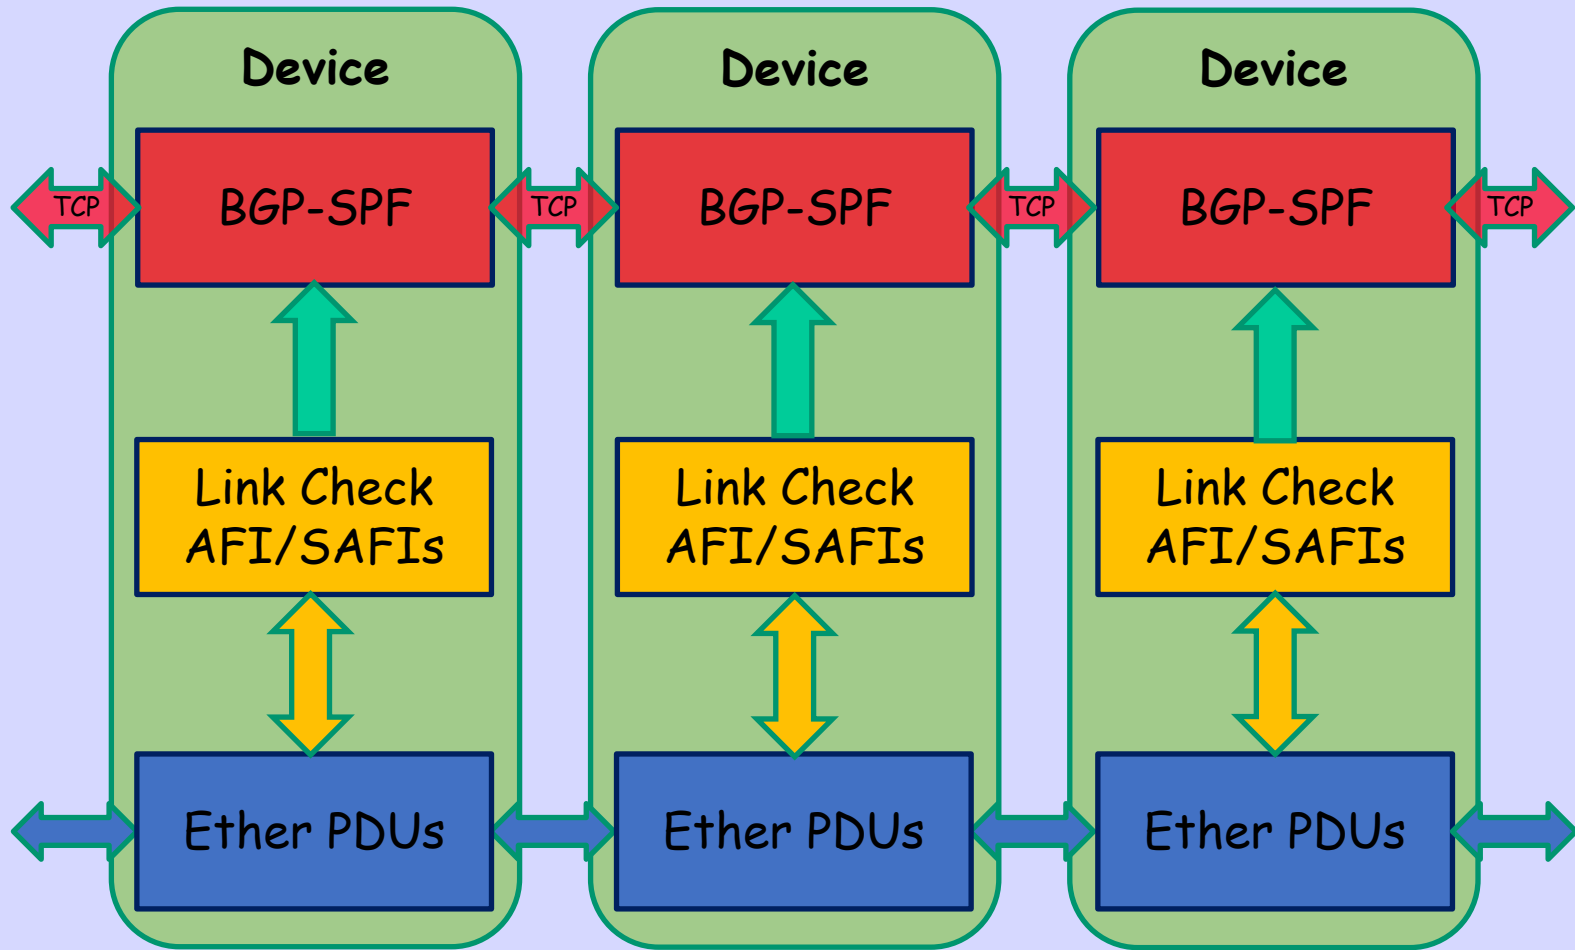 Device
Device
Device
TCP
BGP-SPF
TCP
BGP-SPF
TCP
BGP-SPF
TCP
Link Check
AFI/SAFIs
Link Check
AFI/SAFIs
Link Check
AFI/SAFIs
Ether PDUs
Ether PDUs
Ether PDUs